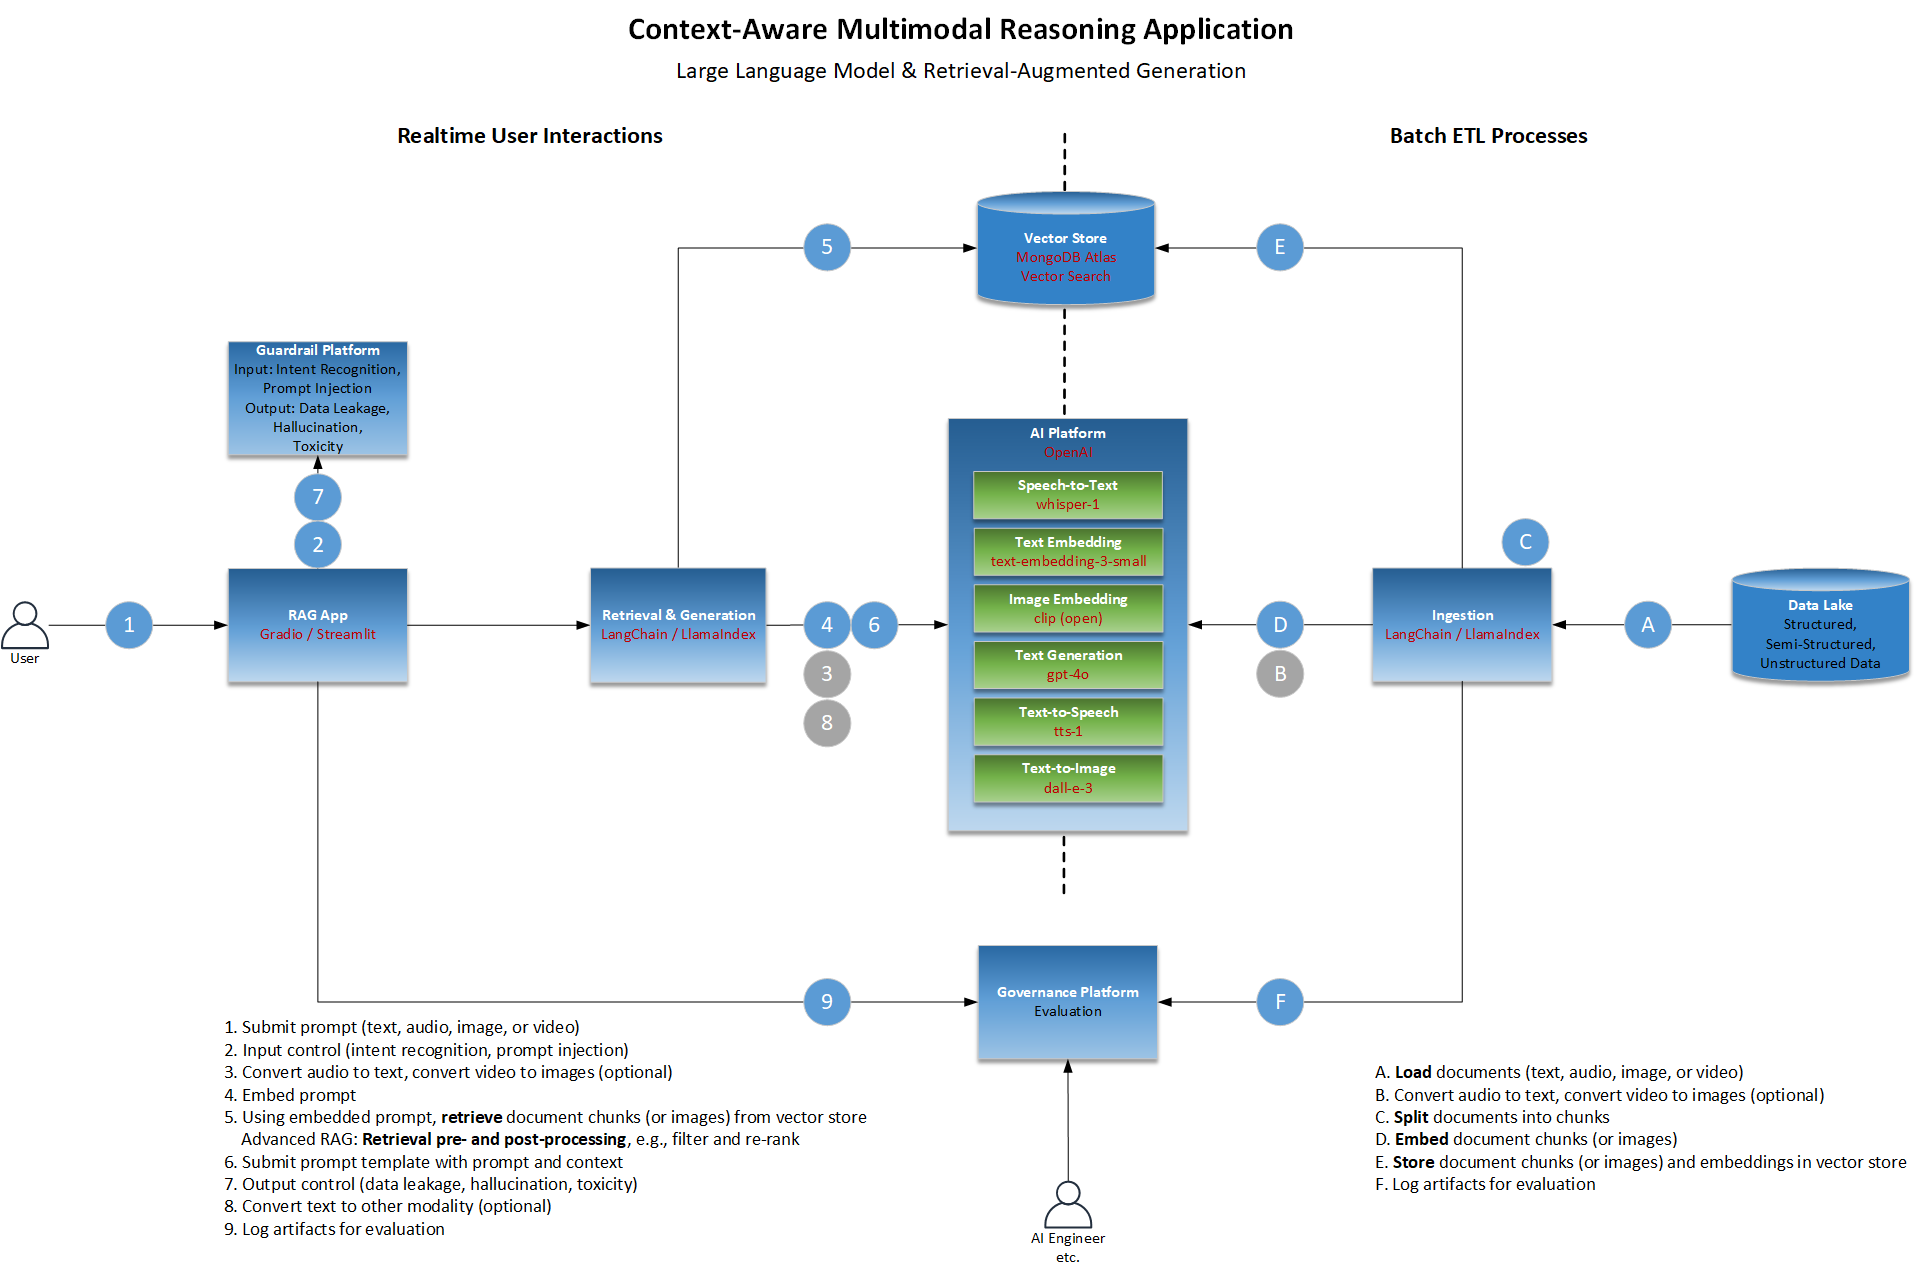 Context-Aware Multimodal Reasoning Application
Large Language Model & Retrieval-Augmented Generation
Realtime User Interactions
Batch ETL Processes
Vector Store
MongoDB Atlas
Vector Search
5
E
Guardrail Platform
Input: Intent Recognition,
Prompt Injection
Output: Data Leakage,
Hallucination,
Toxicity
7
2
User
1
RAG App
Gradio / Streamlit
Retrieval & Generation
LangChain / LlamaIndex
4
6
3
8
AI Platform
OpenAI
Speech-to-Text
whisper-1
Text Embedding
text-embedding-3-small
Image Embedding
clip (open)
Text Generation
gpt-4o
Text-to-Speech
tts-1
Text-to-Image
dall-e-3
D
B
C
Ingestion
LangChain / LlamaIndex
A
Data Lake
Structured,
Semi-Structured,
Unstructured Data
9
Governance Platform
Evaluation
F
AI Engineer
etc.
1. Submit prompt (text, audio, image, or video)
2. Input control (intent recognition, prompt injection)
3. Convert audio to text, convert video to images (optional)
4. Embed prompt
5. Using embedded prompt, retrieve document chunks (or images) from vector store
Advanced RAG: Retrieval pre- and post-processing, e.g., filter and re-rank
6. Submit prompt template with prompt and context
7. Output control (data leakage, hallucination, toxicity)
8. Convert text to other modality (optional)
9. Log artifacts for evaluation
A. Load documents (text, audio, image, or video)
B. Convert audio to text, convert video to images (optional)
C. Split documents into chunks
D. Embed document chunks (or images)
E. Store document chunks (or images) and embeddings in vector store
F. Log artifacts for evaluation